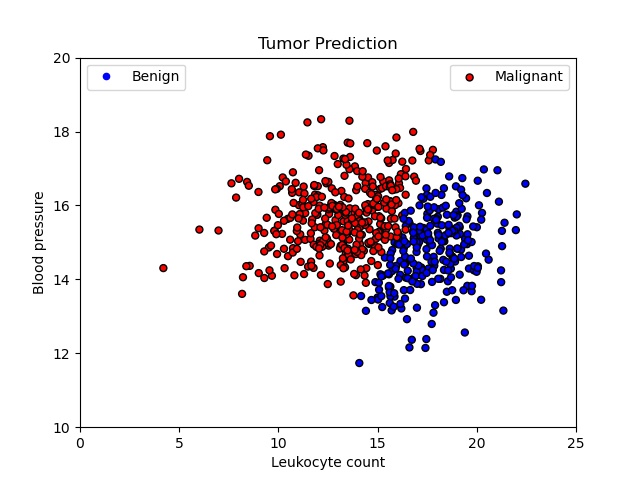 Tumor Prediction
Benign
Malignant
Blood pressure
20
18
16
14
12
10
0 5 10 15 20 25
Leukocyte count